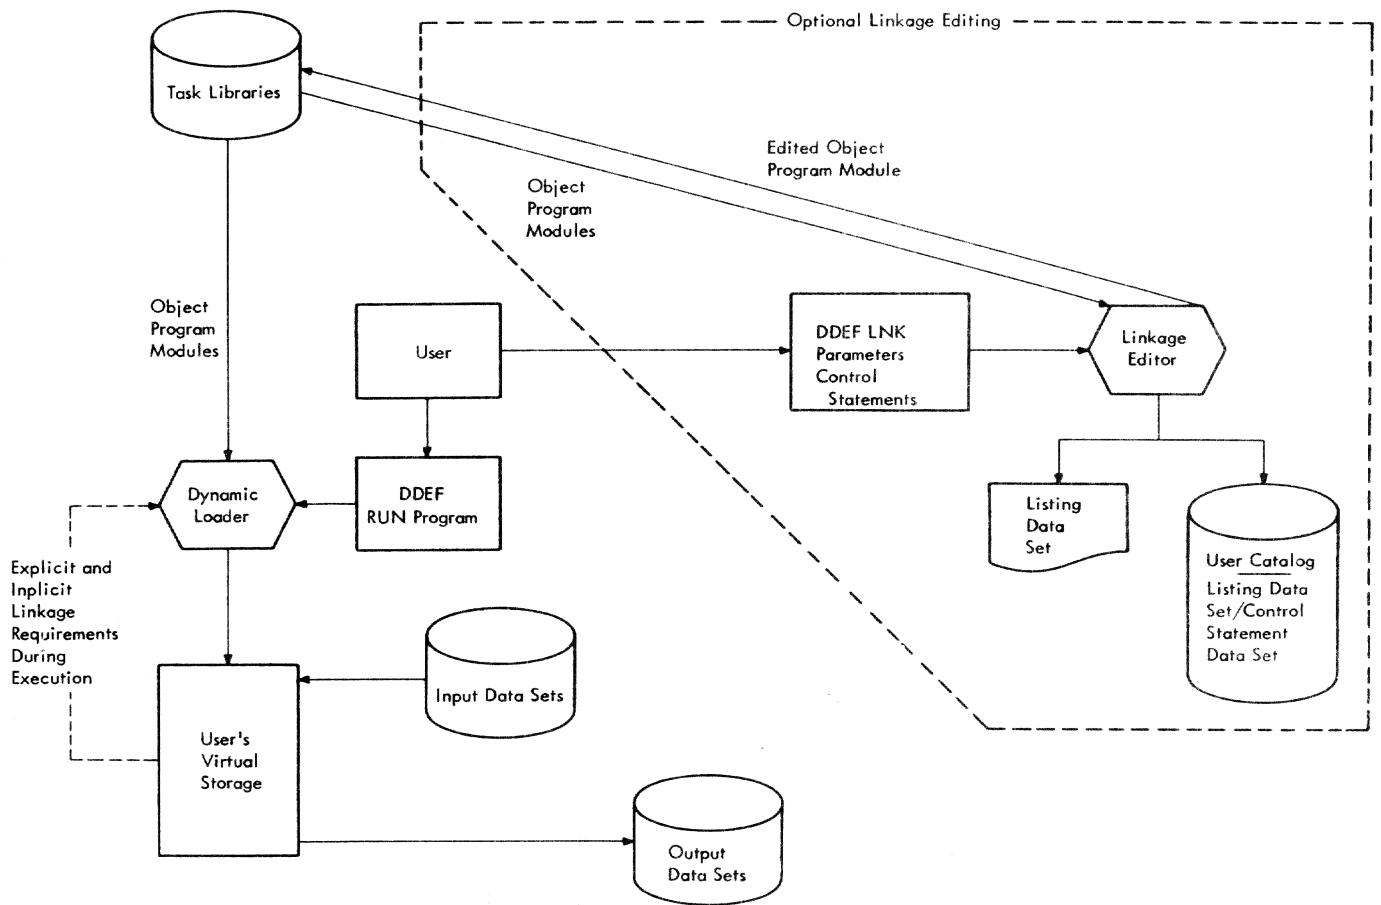 Optional Linkage Editing
Task Libraries
Edited Object
Program Module
Object
Program
Modules
Object
Program
Modules
User
DDEF LNK
Parameters
Control
Statements
Linkage
Editor
Dynamic
Loader
DDEF
RUN Program
Listing
Data
Set
User Catalog
Listing Data
Set/Control
Statement
Data Set
Explicit and
Inplicit
Linkage
Requirements
During
Execution
Input Data Sets
User's
Virtual
Storage
Output
Data Sets